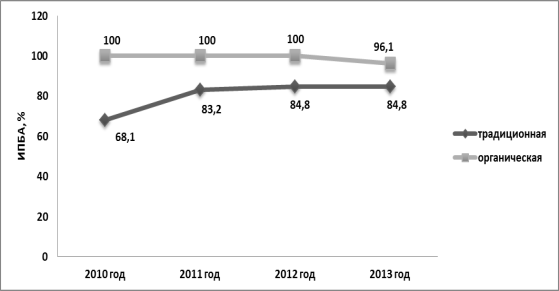 120
100
80
60
40
20
0
ИПБА, %
100
100
100
96,1
68,1
83,2
84,8
84,8
2010 год
2011 год
2012 год
2013 год
традиционная
органическая